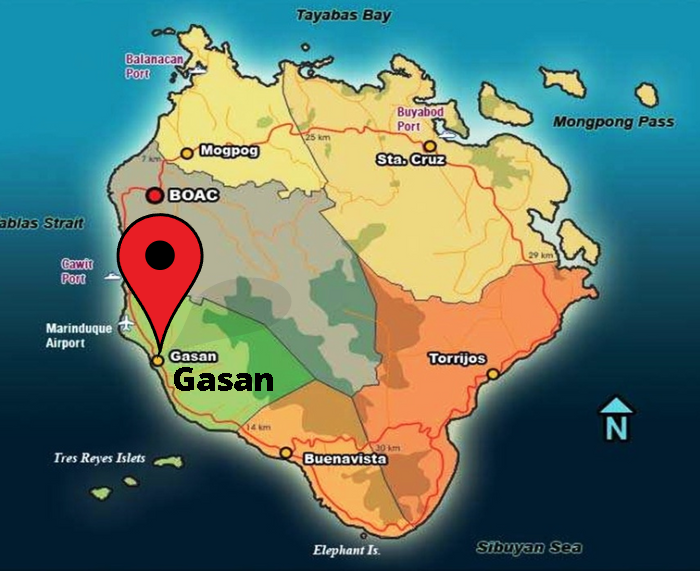 Tayabas Bay
Balanacan
Port
Buyabod
Port
Mongpong Pass
25 km
Mogpog
Sta. Cruz
7 km
BOAC
ablas Strait
29 km
Cawit
Port
Marinduque
Airport
Gasan
Gasan
Torrijos
N
14 km
30 km
Buenavista
Tres Reyes Islets
Elephant Is.
Sibuyan Sea